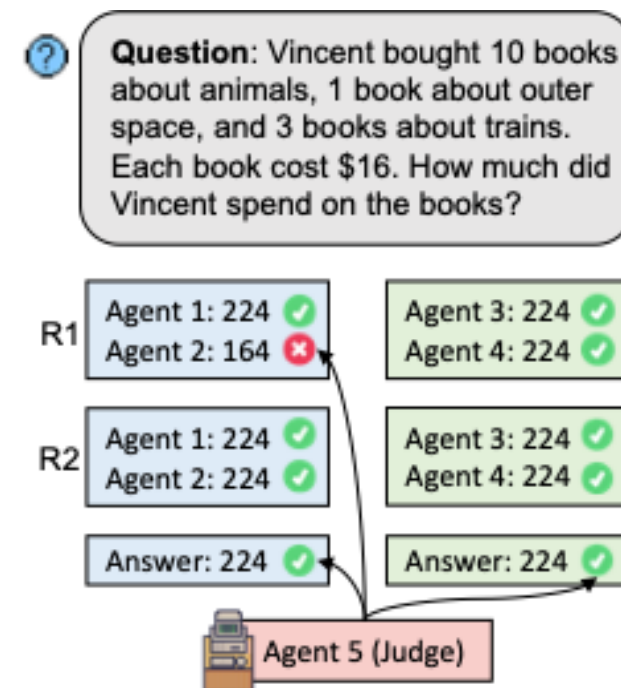 ?
Question: Vincent bought 10 books
about animals, 1 book about outer
space, and 3 books about trains.
Each book cost $16. How much did
Vincent spend on the books?
R1
Agent 1: 224
Agent 2: 164
Agent 3: 224
Agent 4: 224
R2
Agent 1: 224
Agent 2: 224
Agent 3: 224
Agent 4: 224
Answer: 224
Answer: 224
Agent 5 (Judge)